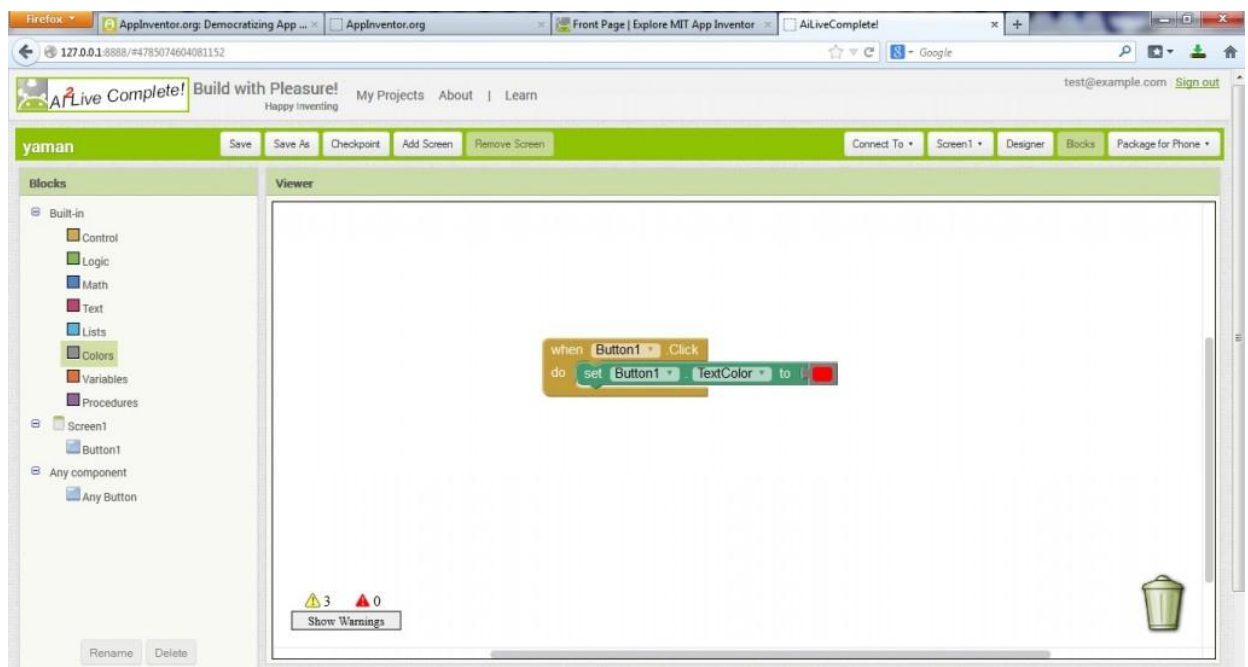 Firefox
AppInventor.org: Democratizing App ... ×
AppInventor.org ×
Front Page | Explore MIT App Inventor ×
AiLiveComplete! ×
+
127.0.0.1:8888/#4785074604081152
Google
AI2Live Complete! Build with Pleasure!
Happy Inventing
My Projects About | Learn
test@example.com Sign out
yaman
Save Save As Checkpoint Add Screen Remove Screen Connect To Screen1 Designer Blocks Package for Phone
Blocks
Viewer
Built-in
Control
Logic
Math
Text
Lists
Colors
Variables
Procedures
Screen1
Button1
Any component
Any Button
when Button1 .Click
do set Button1 . TextColor to
3 0
Show Warnings
Rename Delete